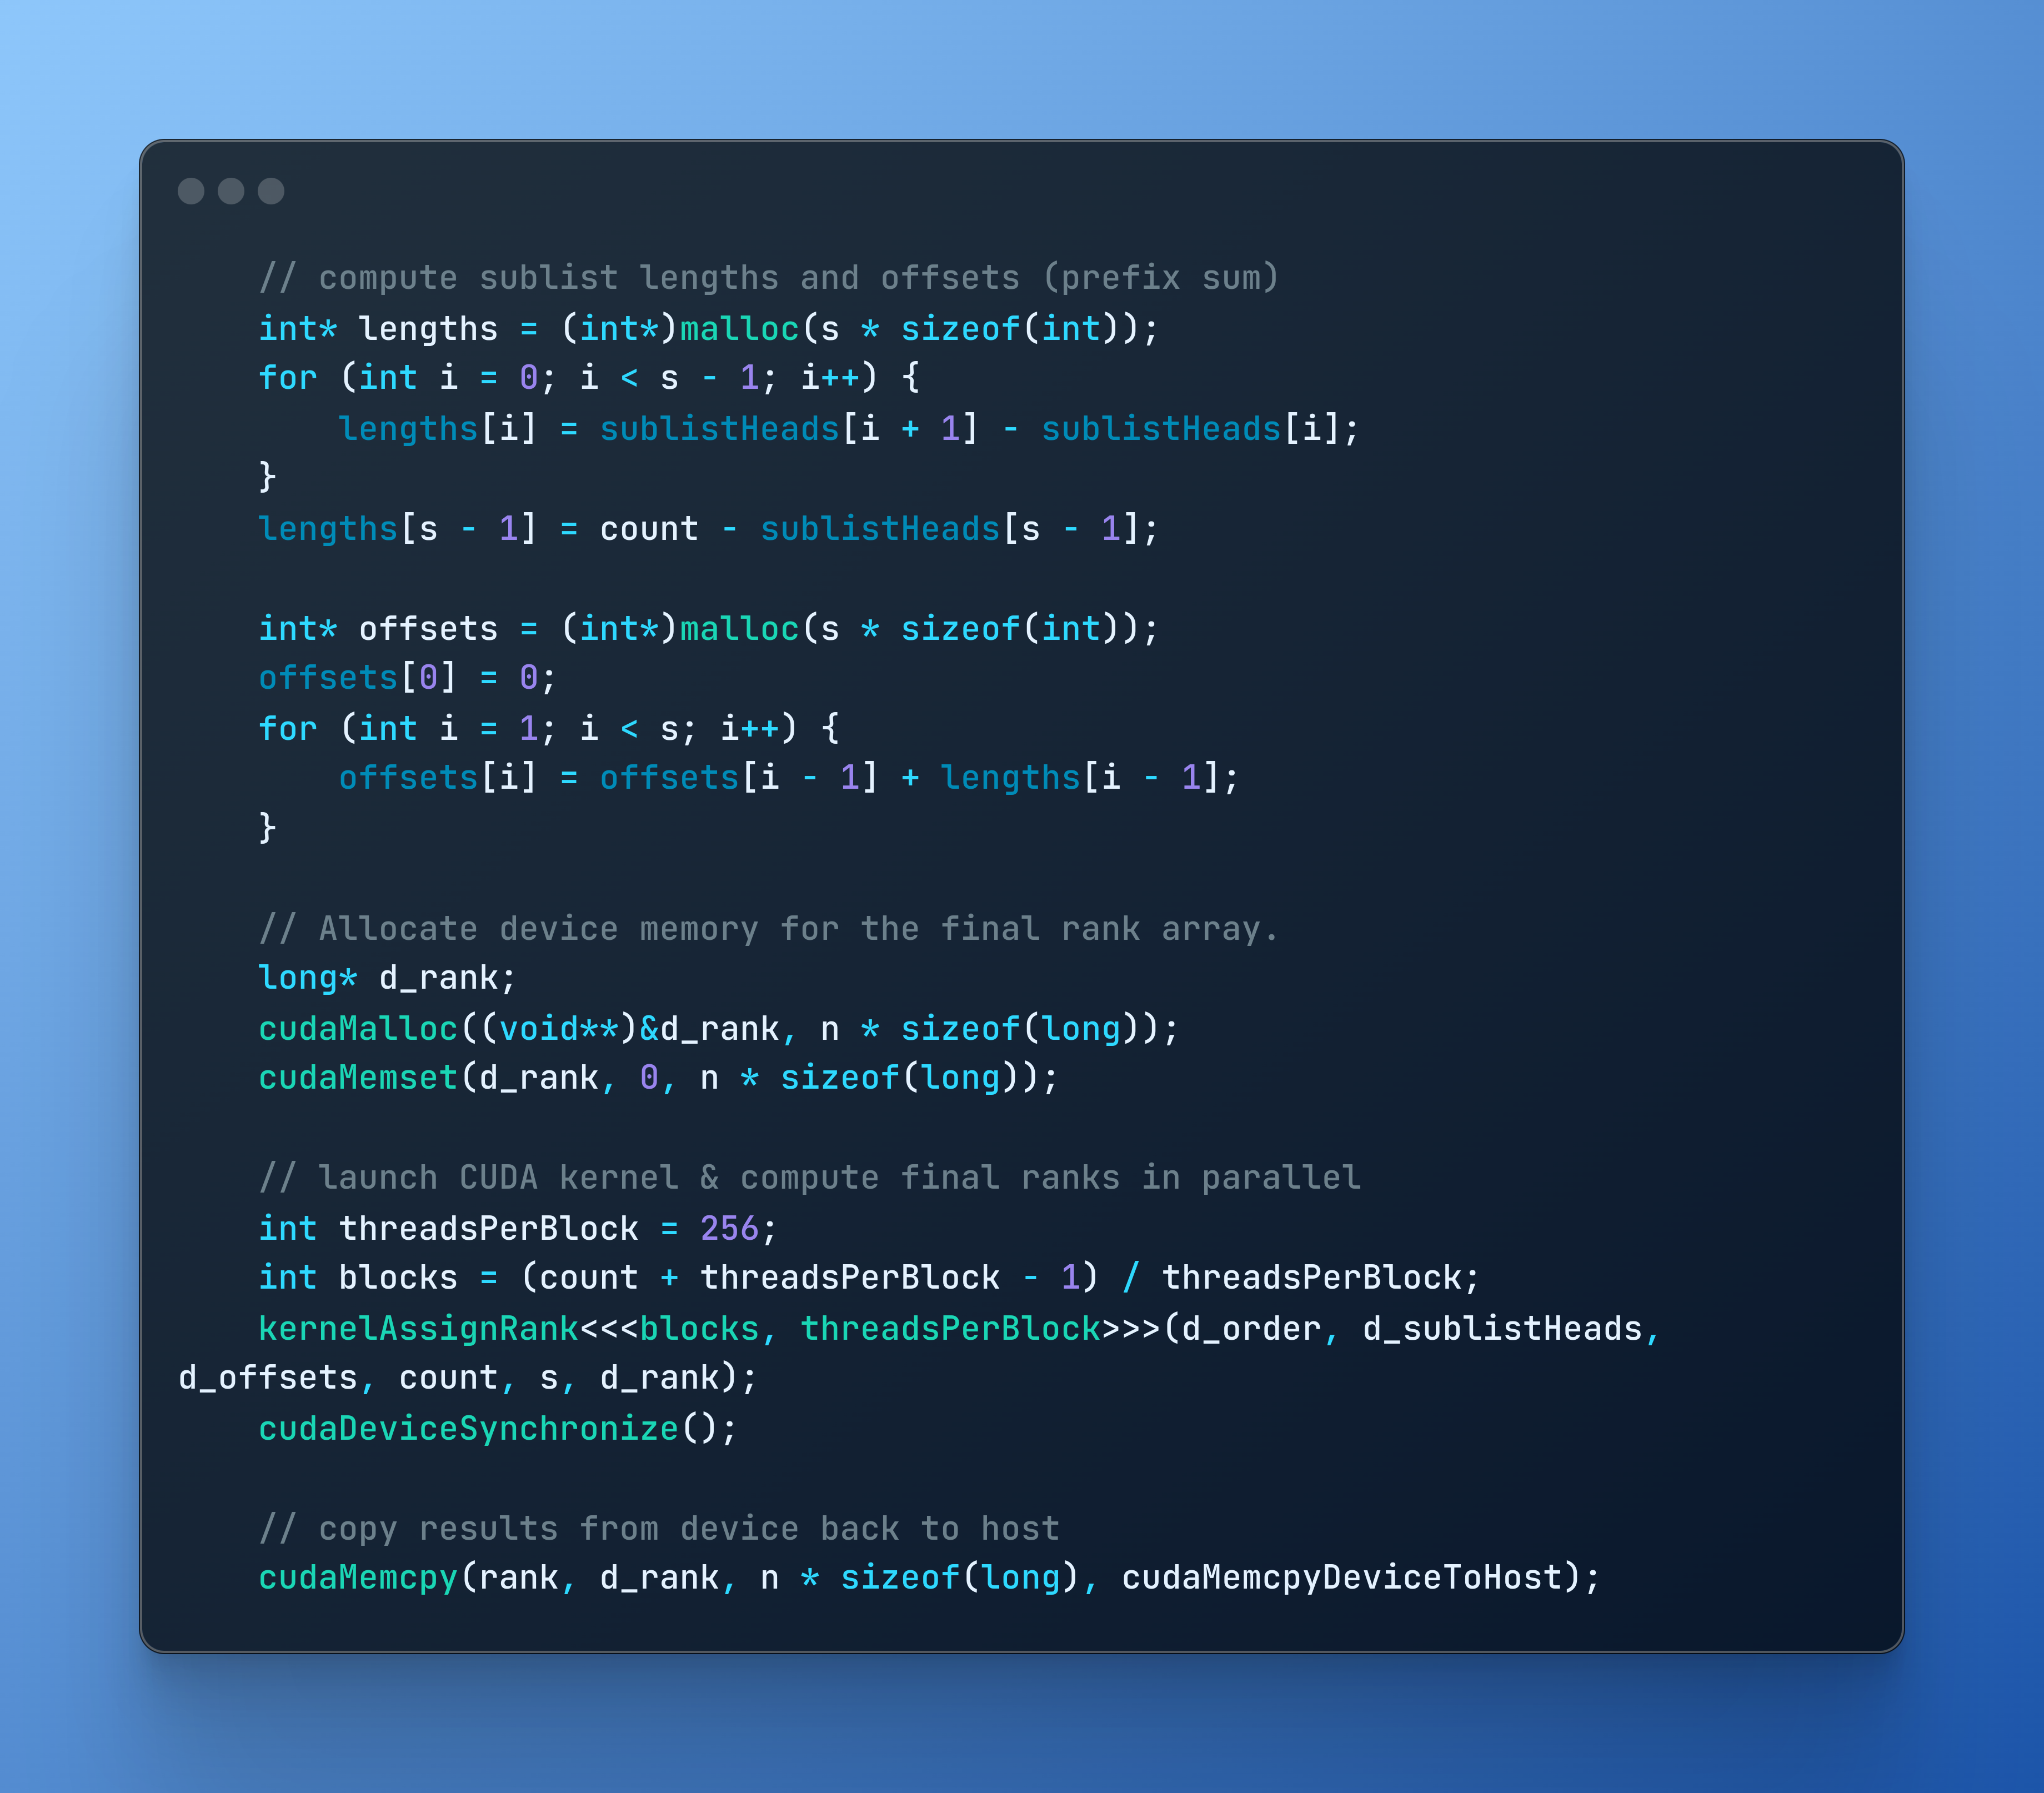 // compute sublist lengths and offsets (prefix sum)
int* lengths = (int*)malloc(s * sizeof(int));
for (int i = 0; i < s - 1; i++) {
    lengths[i] = sublistHeads[i + 1] - sublistHeads[i];
}
lengths[s - 1] = count - sublistHeads[s - 1];

int* offsets = (int*)malloc(s * sizeof(int));
offsets[0] = 0;
for (int i = 1; i < s; i++) {
    offsets[i] = offsets[i - 1] + lengths[i - 1];
}

// Allocate device memory for the final rank array.
long* d_rank;
cudaMalloc((void**)&d_rank, n * sizeof(long));
cudaMemset(d_rank, 0, n * sizeof(long));

// launch CUDA kernel & compute final ranks in parallel
int threadsPerBlock = 256;
int blocks = (count + threadsPerBlock - 1) / threadsPerBlock;
kernelAssignRank<<<blocks, threadsPerBlock>>>(d_order, d_sublistHeads,
d_offsets, count, s, d_rank);
cudaDeviceSynchronize();

// copy results from device back to host
cudaMemcpy(rank, d_rank, n * sizeof(long), cudaMemcpyDeviceToHost);